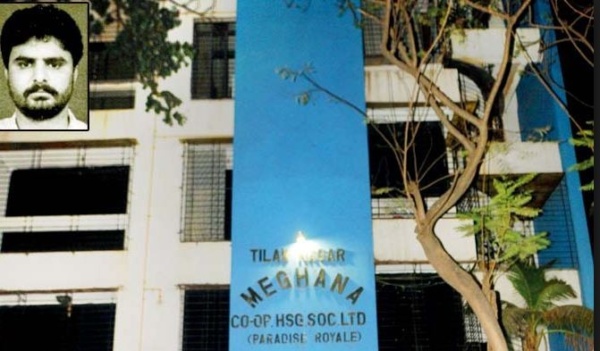 TILAK NAGAR
MEGHANA
CO-OP. HSG. SOC. LTD
(PARADISE ROYALE)